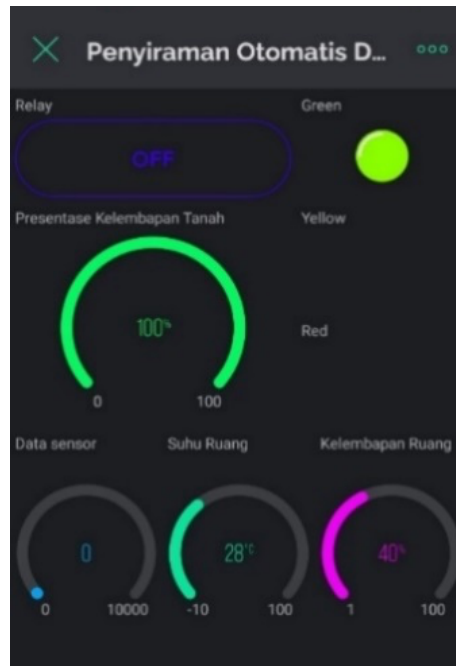 Penyiraman Otomatis D...
Relay
Green
OFF
Presentase Kelembapan Tanah
Yellow
100%
Red
0
100
Data sensor
Suhu Ruang
Kelembapan Ruang
0
28°C
40%
0
10000
-10
100
1
100